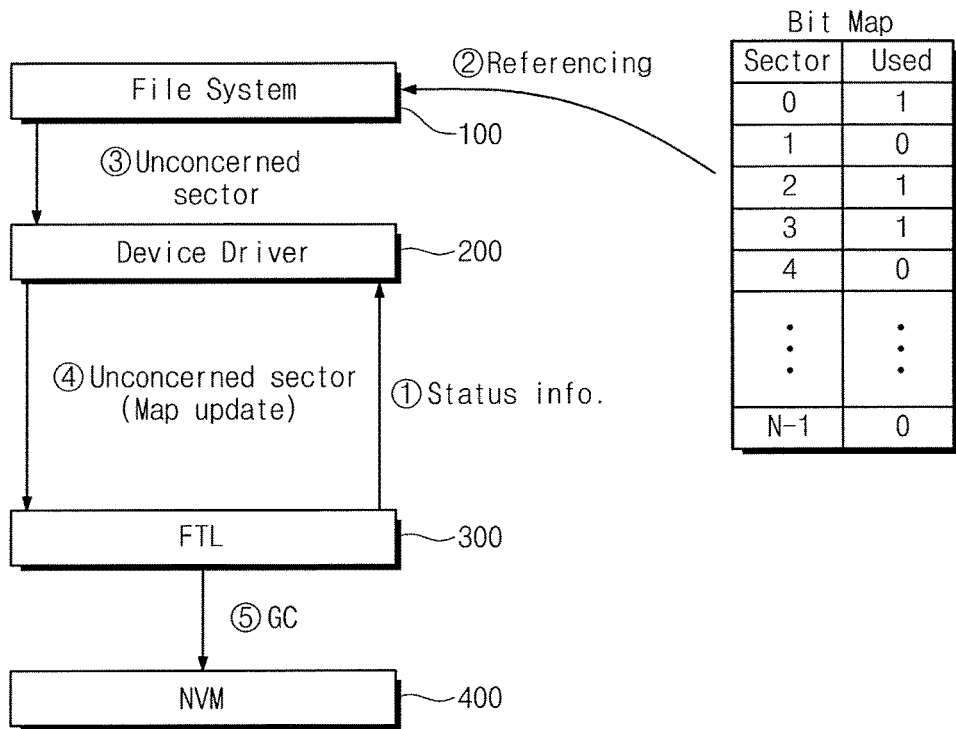 Bit Map
Sector Used
0 1
1 0
2 1
3 1
4 0
⋮ ⋮
N-1 0
②Referencing
File System
100
③Unconcerned
sector
Device Driver
200
④Unconcerned sector
(Map update)
①Status info.
FTL
300
⑤GC
NVM
400